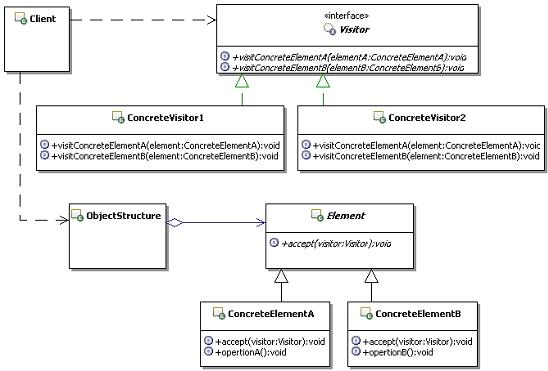 Client
«interface»
Visitor
+visitConcreteElementA(elementA:ConcreteElementA):void
+visitConcreteElementB(elementB:ConcreteElementB):void
ConcreteVisitor1
+visitConcreteElementA(element:ConcreteElementA):void
+visitConcreteElementB(element:ConcreteElementB):void
ConcreteVisitor2
+visitConcreteElementA(element:ConcreteElementA):void
+visitConcreteElementB(element:ConcreteElementB):void
ObjectStructure
Element
+accept(visitor:Visitor):void
ConcreteElementA
+accept(visitor:Visitor):void
+opertionA():void
ConcreteElementB
+accept(visitor:Visitor):void
+opertionB():void